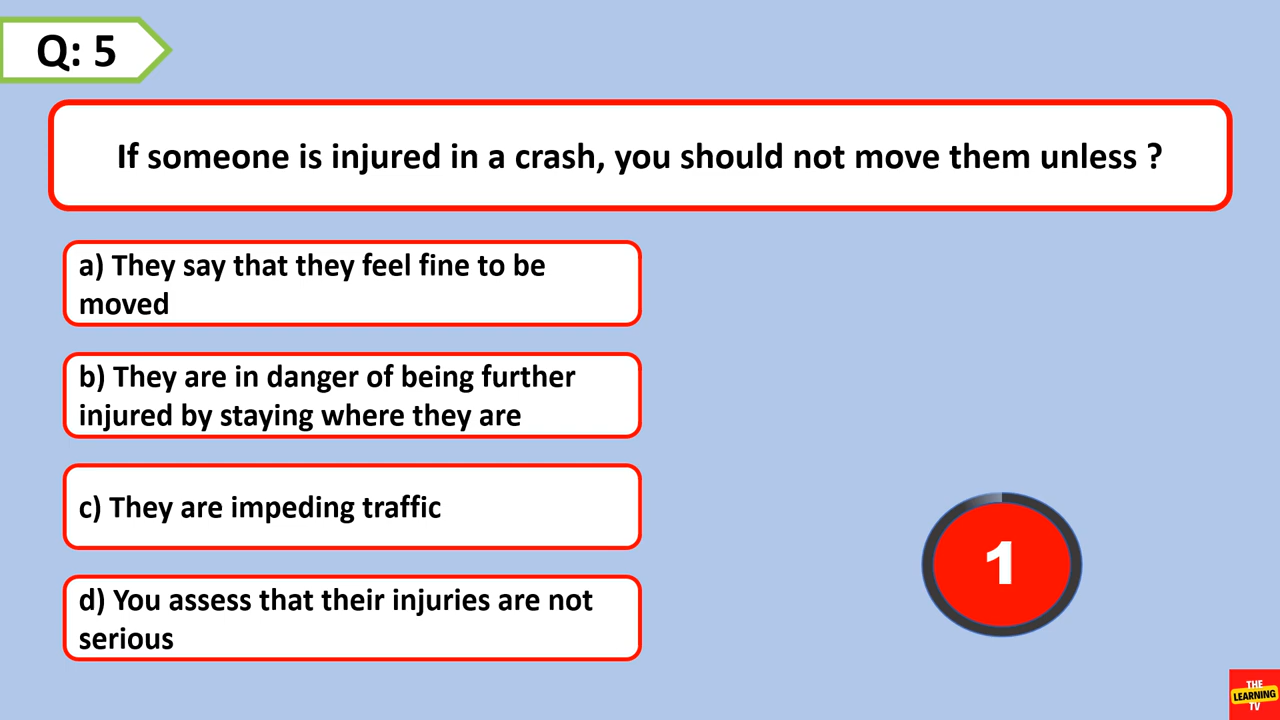 Q: 5
If someone is injured in a crash, you should not move them unless ?
a) They say that they feel fine to be
moved
b) They are in danger of being further
injured by staying where they are
c) They are impeding traffic
d) You assess that their injuries are not
serious
1
THE
LEARNING
TV